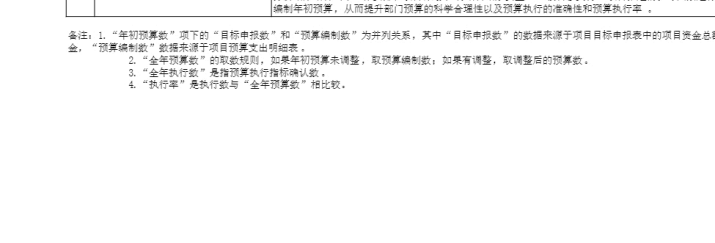 编制年初预算，从而提升部门预算的科学合理性以及预算执行的准确性和预算执行率 。
备注：1.“年初预算数”项下的“目标申报数”和“预算编制数”为并列关系，其中“目标申报数”的数据来源于项目目标申报表中的项目资金总
金，“预算编制数”数据来源于项目预算支出明细表。
2.“全年预算数”的取数规则，如果年初预算未调整，取预算编制数；如果有调整，取调整后的预算数。
3.“全年执行数”是指预算执行指标确认数。
4.“执行率”是执行数与“全年预算数”相比较。